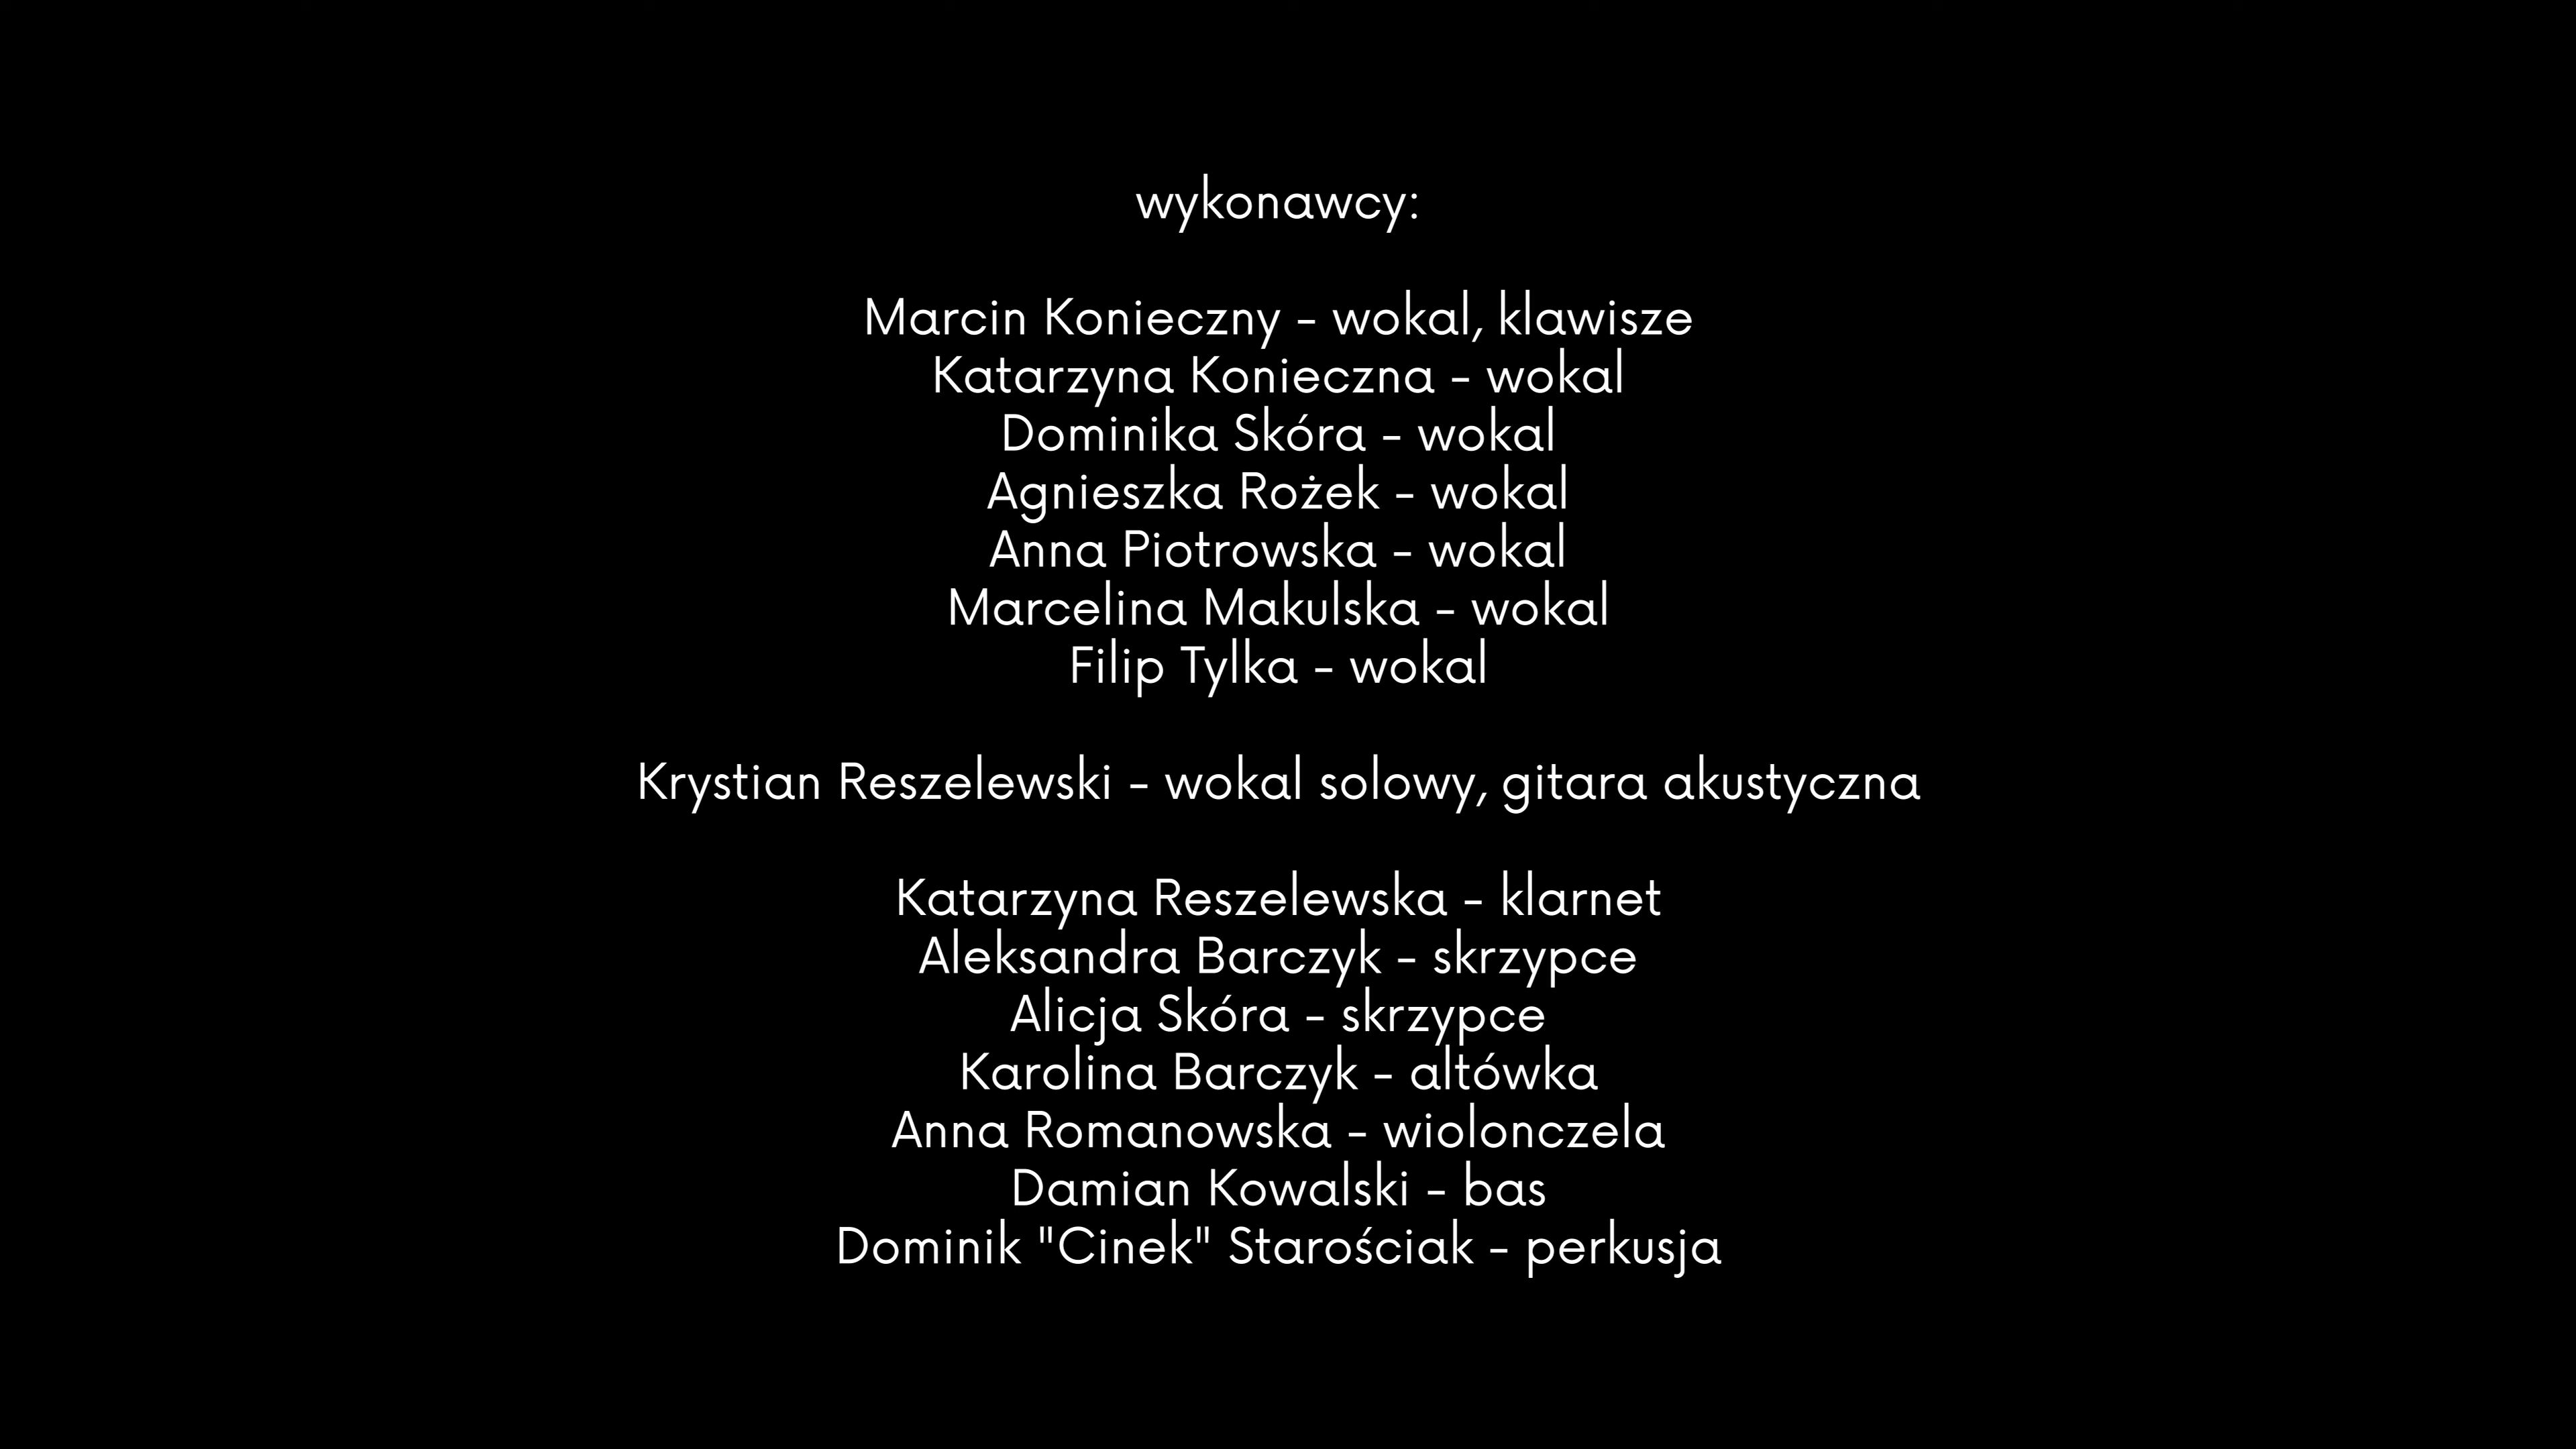 wykonawcy:
Marcin Konieczny - wokal, klawisze
Katarzyna Konieczna - wokal
Dominika Skóra - wokal
Agnieszka Rożek - wokal
Anna Piotrowska - wokal
Marcelina Makulska - wokal
Filip Tylka - wokal
Krystian Reszelewski - wokal solowy, gitara akustyczna
Katarzyna Reszelewska - klarnet
Aleksandra Barczyk - skrzypce
Alicja Skóra - skrzypce
Karolina Barczyk - altówka
Anna Romanowska - wiolonczela
Damian Kowalski - bas
Dominik "Cinek" Starościak - perkusja